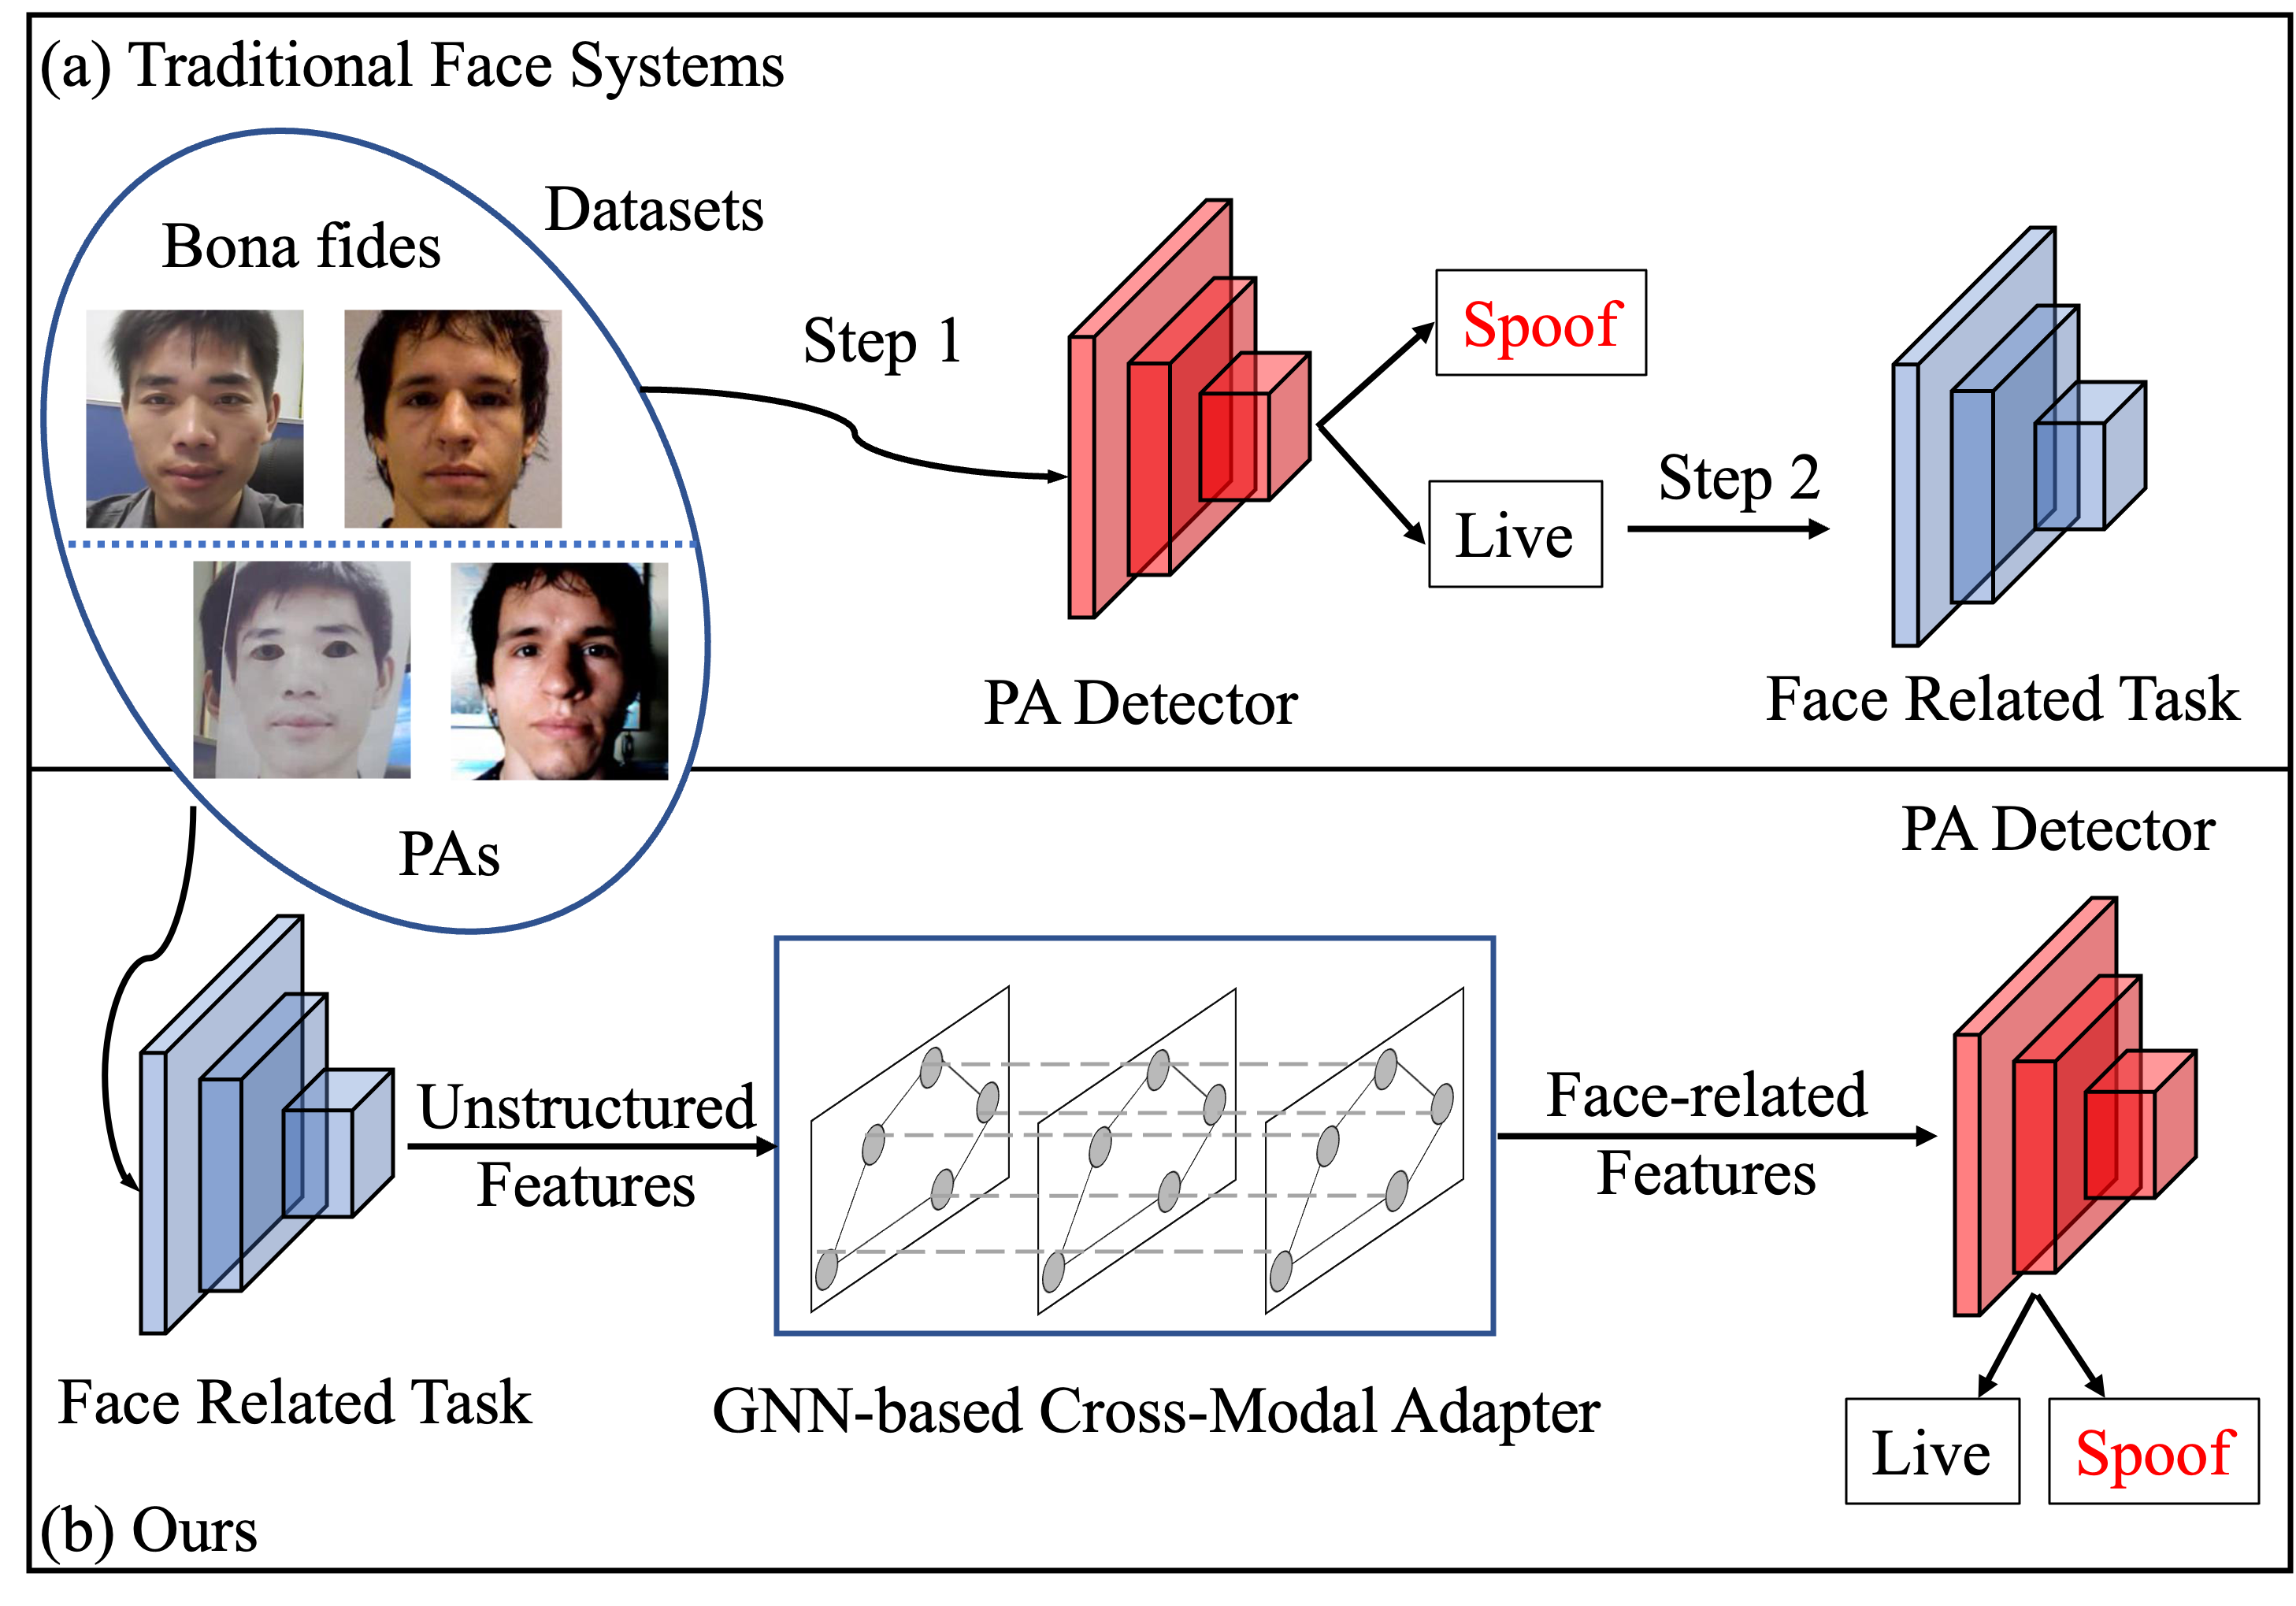 (a) Traditional Face Systems
Datasets
Bona fides
PAs
Step 1
PA Detector
Spoof
Live
Step 2
Face Related Task
Face Related Task
Unstructured
Features
GNN-based Cross-Modal Adapter
Face-related
Features
PA Detector
Live
Spoof
(b) Ours